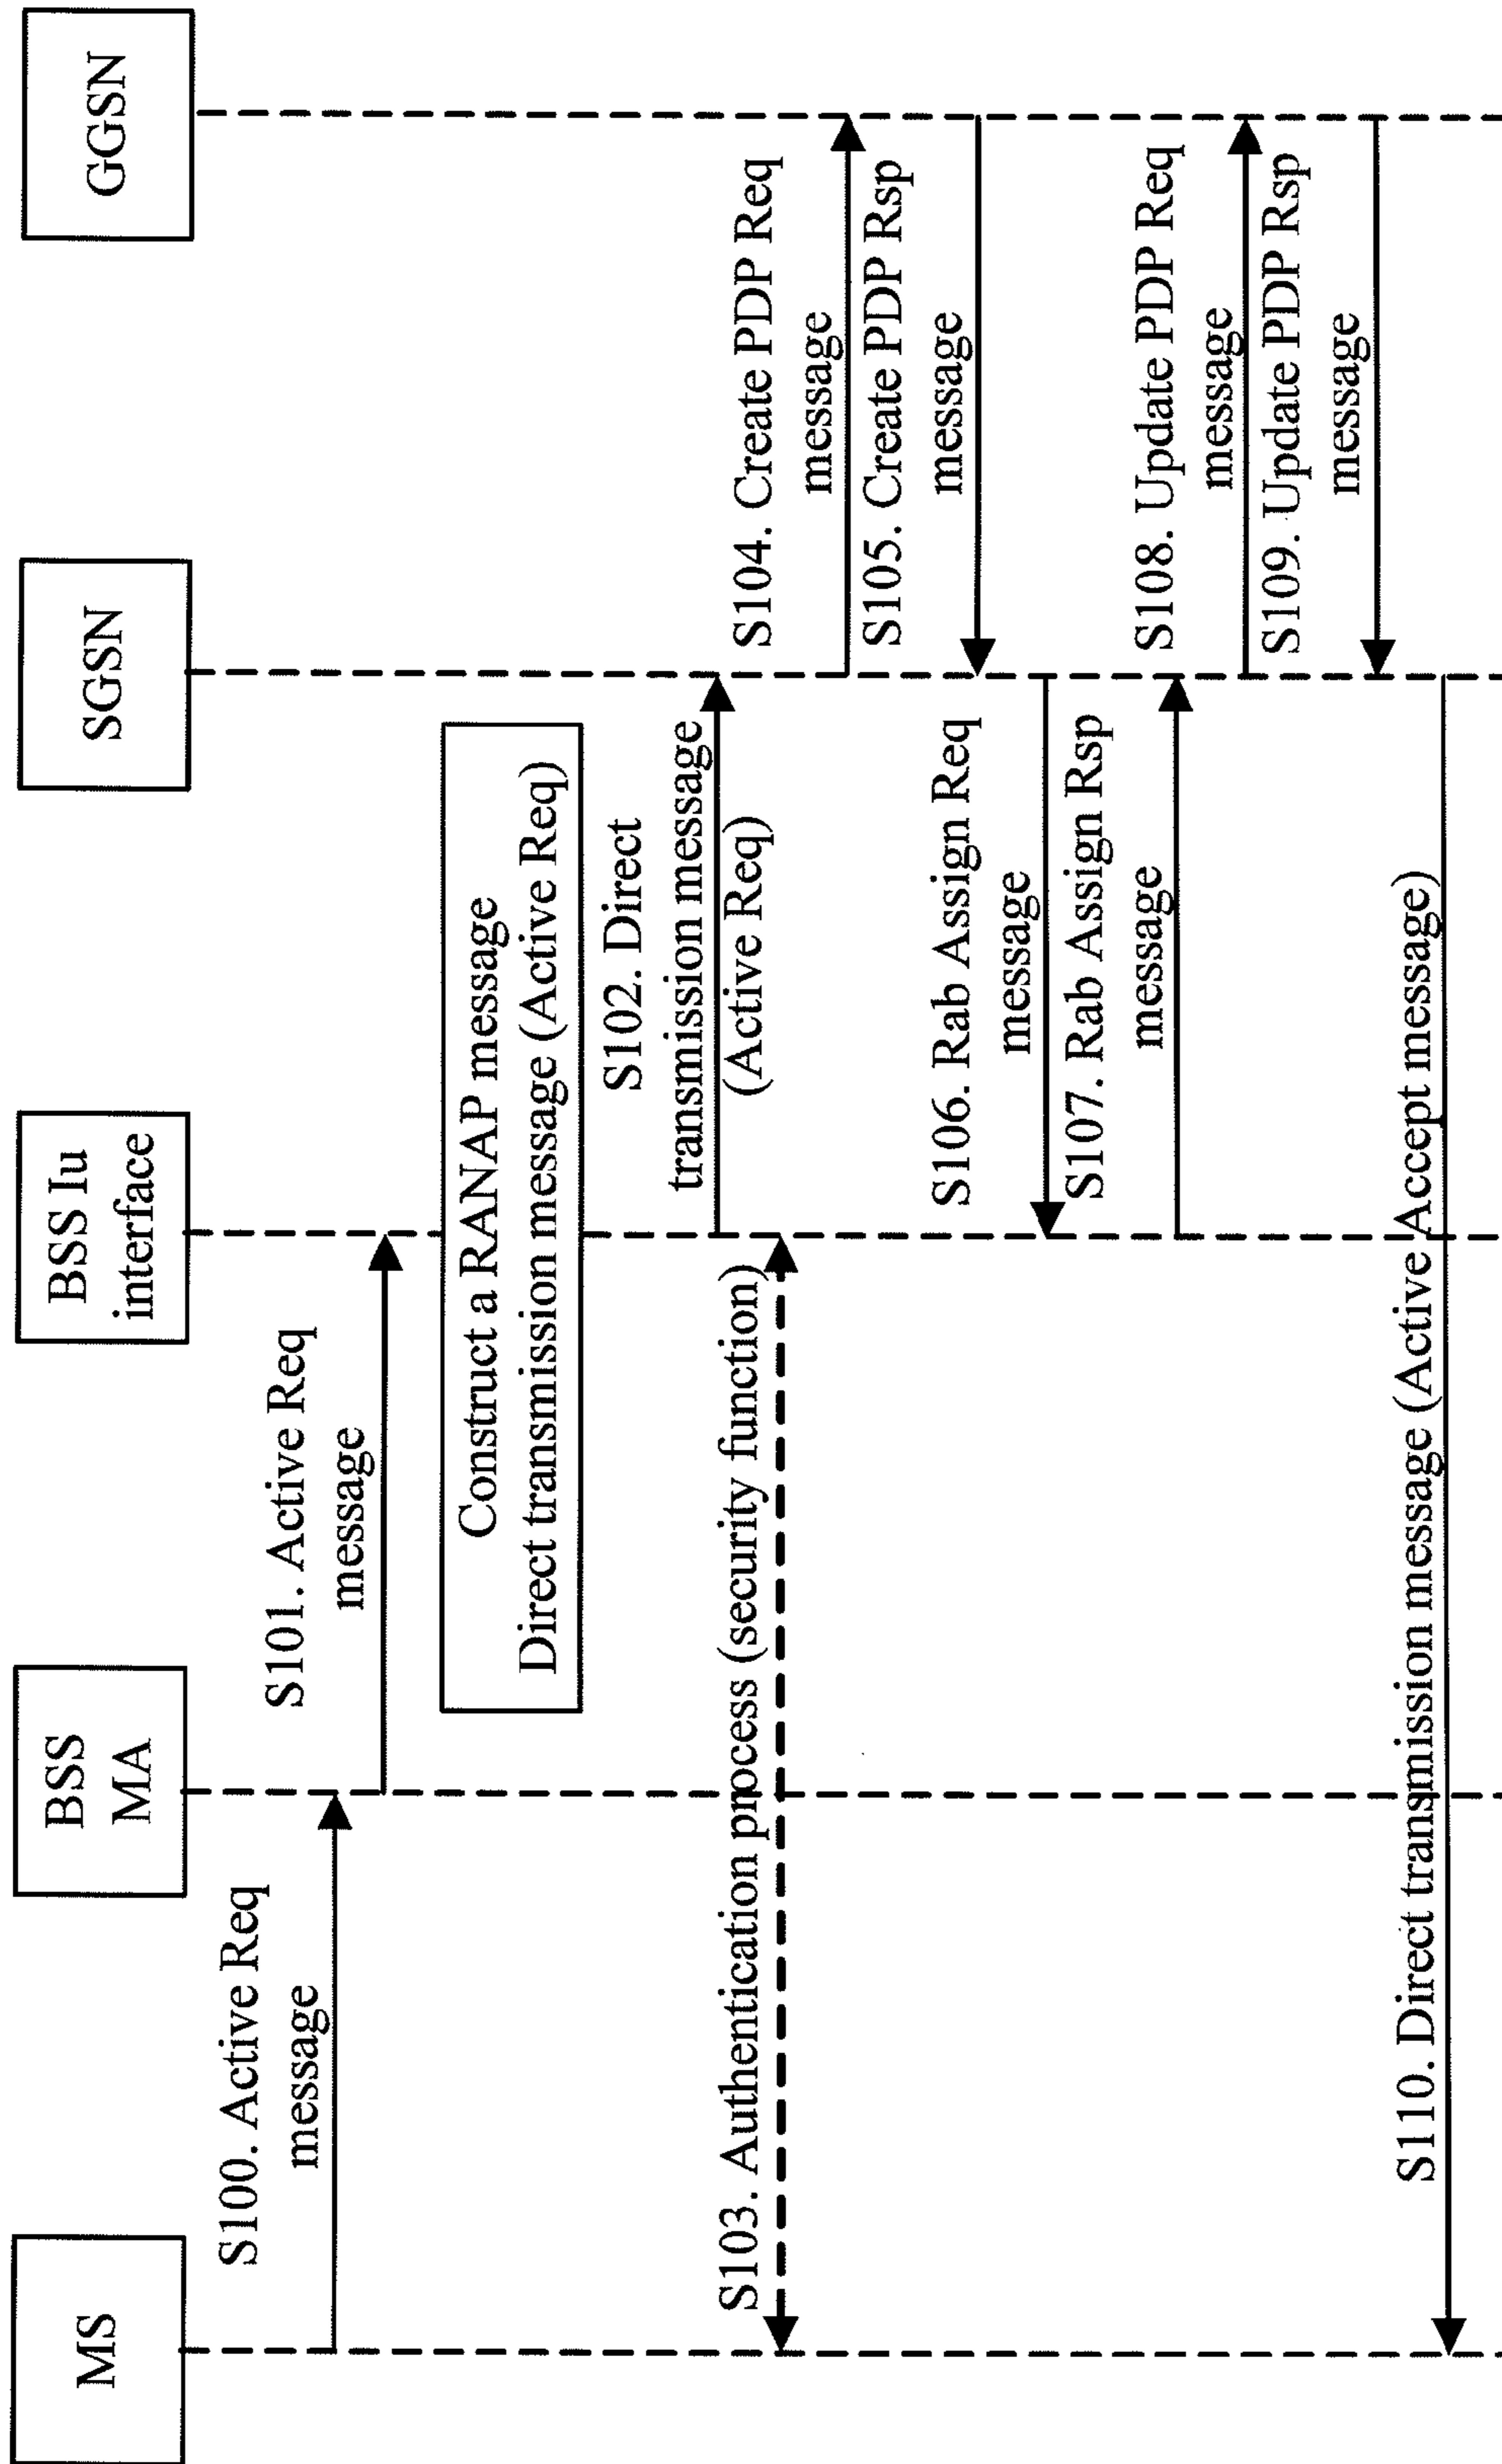 MS
BSS
MA
BSS Iu
interface
SGSN
GGSN
S100. Active Req
message
S101. Active Req
message
Construct a RANAP message
Direct transmission message (Active Req)
S102. Direct
transmission message
(Active Req)
S103. Authentication process (security function)
S104. Create PDP Req
message
S105. Create PDP Rsp
message
S106. Rab Assign Req
message
S107. Rab Assign Rsp
message
S108. Update PDP Req
message
S109. Update PDP Rsp
message
S110. Direct transmission message (Active Accept message)